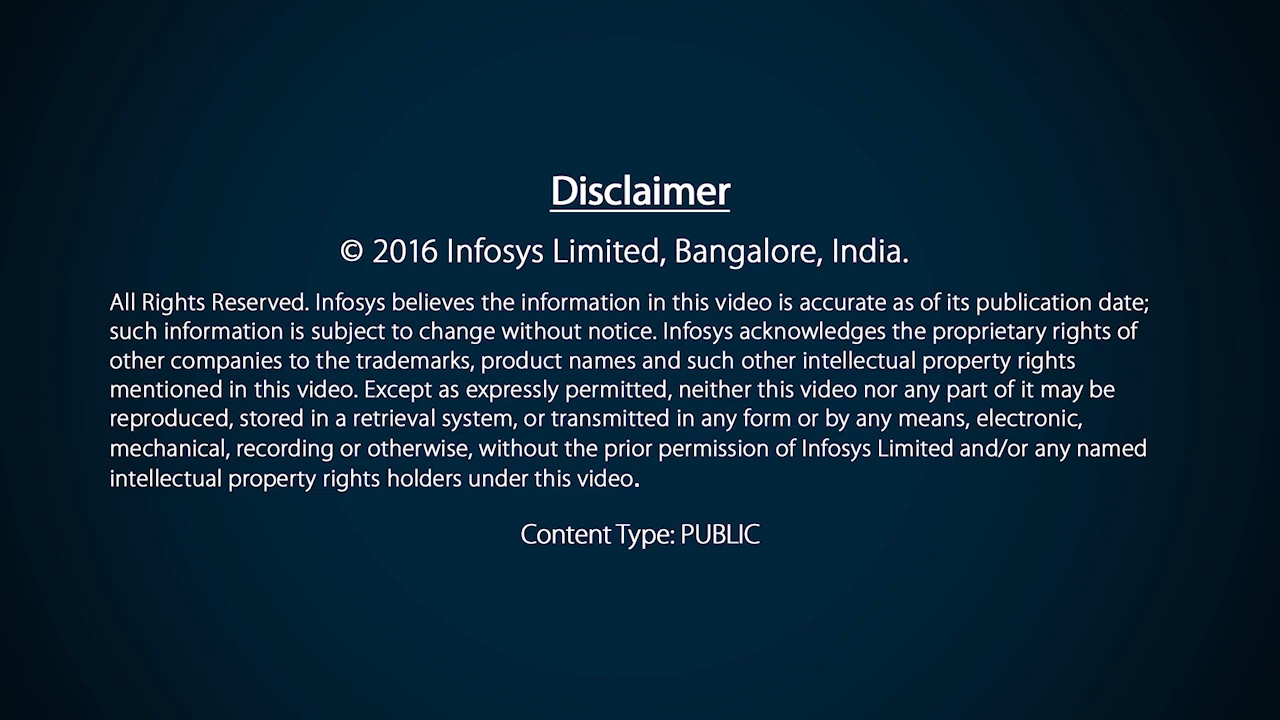 Disclaimer
© 2016 Infosys Limited, Bangalore, India.
All Rights Reserved. Infosys believes the information in this video is accurate as of its publication date;
such information is subject to change without notice. Infosys acknowledges the proprietary rights of
other companies to the trademarks, product names and such other intellectual property rights
mentioned in this video. Except as expressly permitted, neither this video nor any part of it may be
reproduced, stored in a retrieval system, or transmitted in any form or by any means, electronic,
mechanical, recording or otherwise, without the prior permission of Infosys Limited and/or any named
intellectual property rights holders under this video.
Content Type: PUBLIC